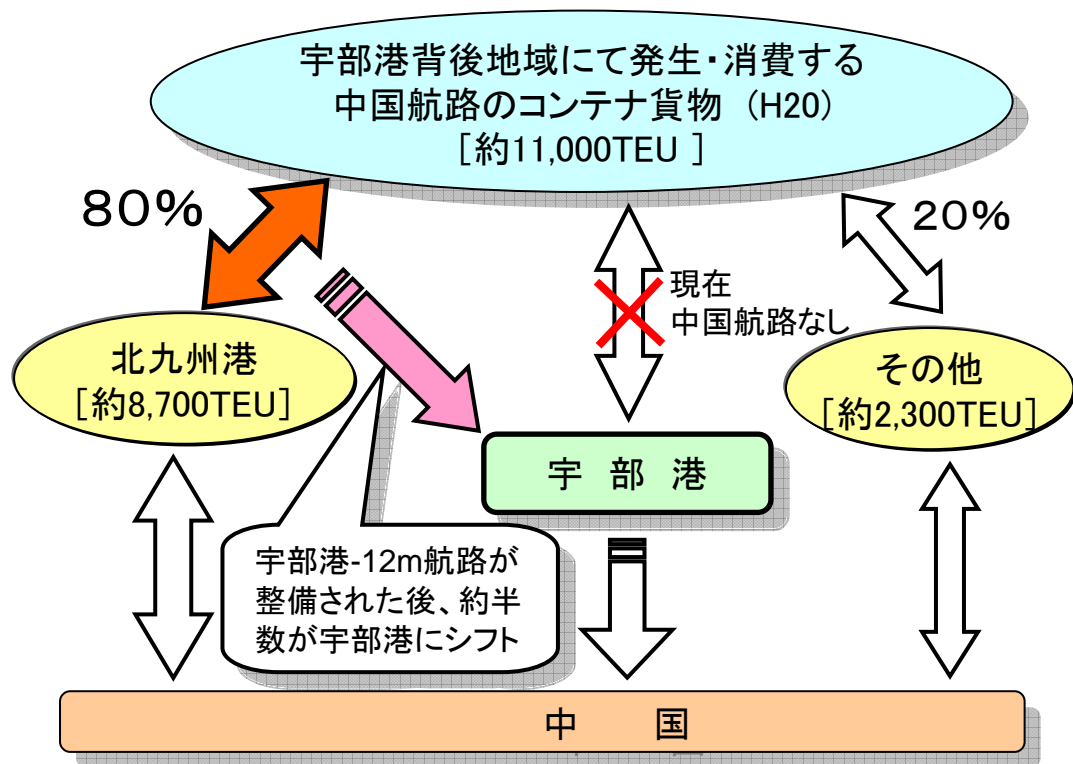 宇部港背後地域にて発生・消費する
中国航路のコンテナ貨物 (H20)
[約11,000TEU ]
80%
20%
現在
中国航路なし
北九州港
[約8,700TEU]
その他
[約2,300TEU]
宇 部 港
宇部港-12m航路が
整備された後、約半
数が宇部港にシフト
中 国